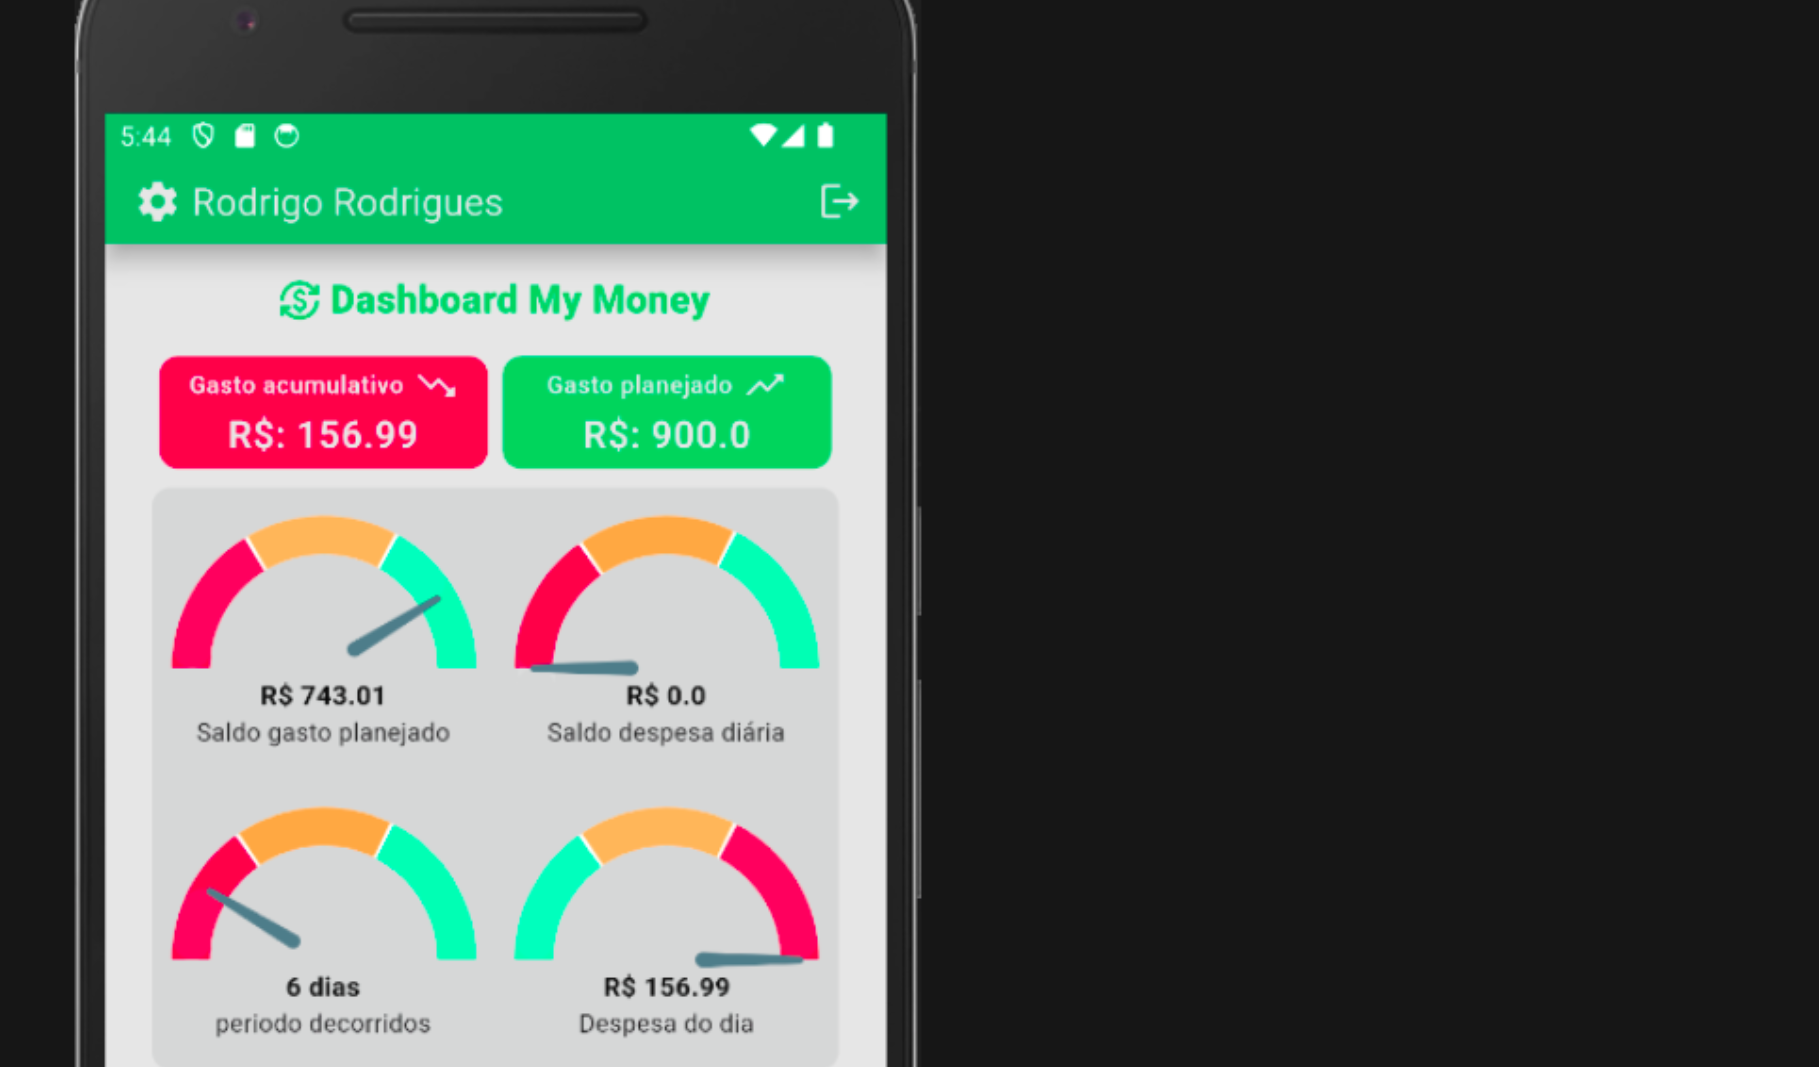 5:44
Rodrigo Rodrigues
Dashboard My Money
Gasto acumulativo
R$: 156.99
Gasto planejado
R$: 900.0
R$ 743.01
Saldo gasto planejado
R$ 0.0
Saldo despesa diária
6 dias
periodo decorridos
R$ 156.99
Despesa do dia